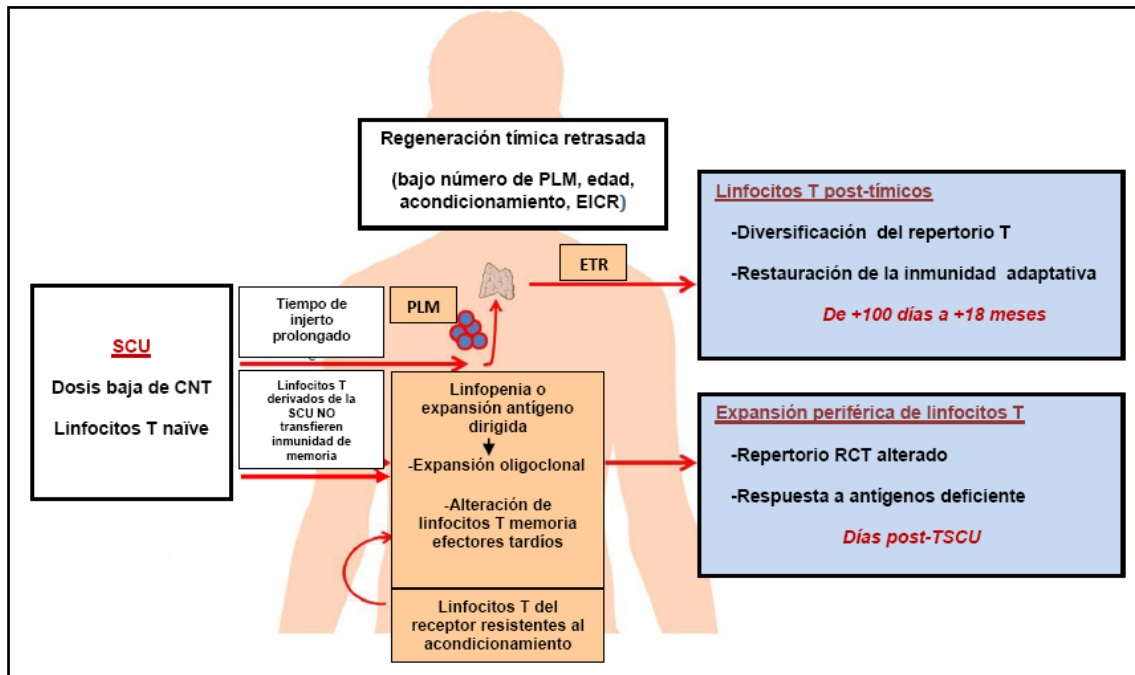 Regeneración tímica retrasada
(bajo número de PLM, edad,
acondicionamiento, EICR)
SCU
Dosis baja de CNT
Linfocitos T naïve
Tiempo de
injerto
prolongado
PLM
ETR
Linfocitos T
derivados de la
SCU NO
transfieren
inmunidad de
memoria
Linfopenia o
expansión antígeno
dirigida
-Expansión oligoclonal
-Alteración de
linfocitos T memoria
efectores tardíos
Linfocitos T del
receptor resistentes al
acondicionamiento
Linfocitos T post-tímicos
-Diversificación del repertorio T
-Restauración de la inmunidad adaptativa
De +100 días a +18 meses
Expansión periférica de linfocitos T
-Repertorio RCT alterado
-Respuesta a antígenos deficiente
Días post-TSCU